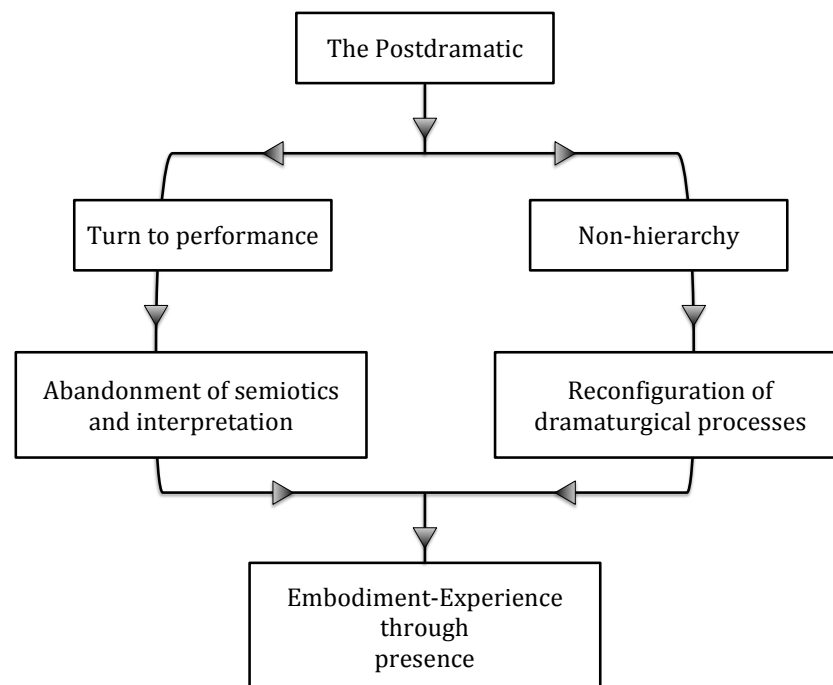 The Postdramatic
Turn to performance
Non-hierarchy
Abandonment of semiotics
and interpretation
Reconfiguration of
dramaturgical processes
Embodiment-Experience
through
presence